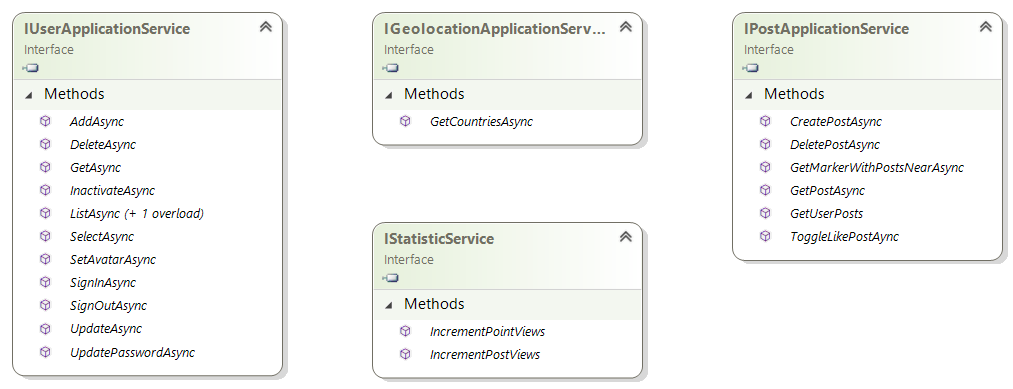 IUserApplicationService
Interface
Methods
AddAsync
DeleteAsync
GetAsync
InactivateAsync
ListAsync (+ 1 overload)
SelectAsync
SetAvatarAsync
SignInAsync
SignOutAsync
UpdateAsync
UpdatePasswordAsync
IGeolocationApplicationServ...
Interface
Methods
GetCountriesAsync
IStatisticService
Interface
Methods
IncrementPointViews
IncrementPostViews
IPostApplicationService
Interface
Methods
CreatePostAsync
DeletePostAsync
GetMarkerWithPostsNearAsync
GetPostAsync
GetUserPosts
ToggleLikePostAync